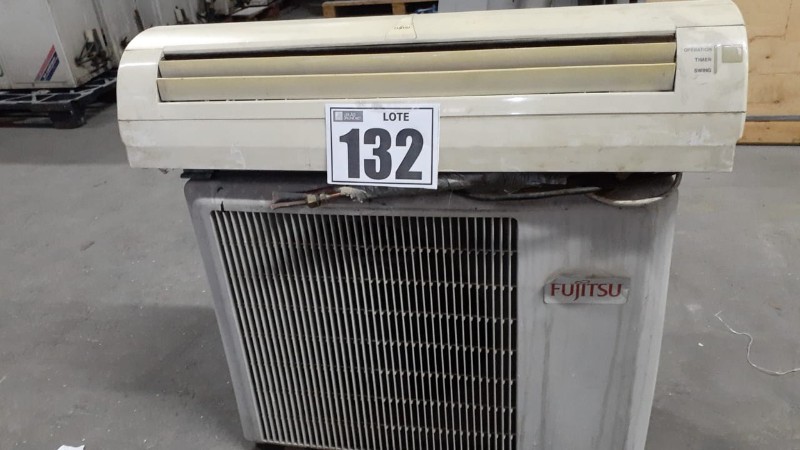 OPERATION
TIMER
SWING
LOTE
132
FUJITSU